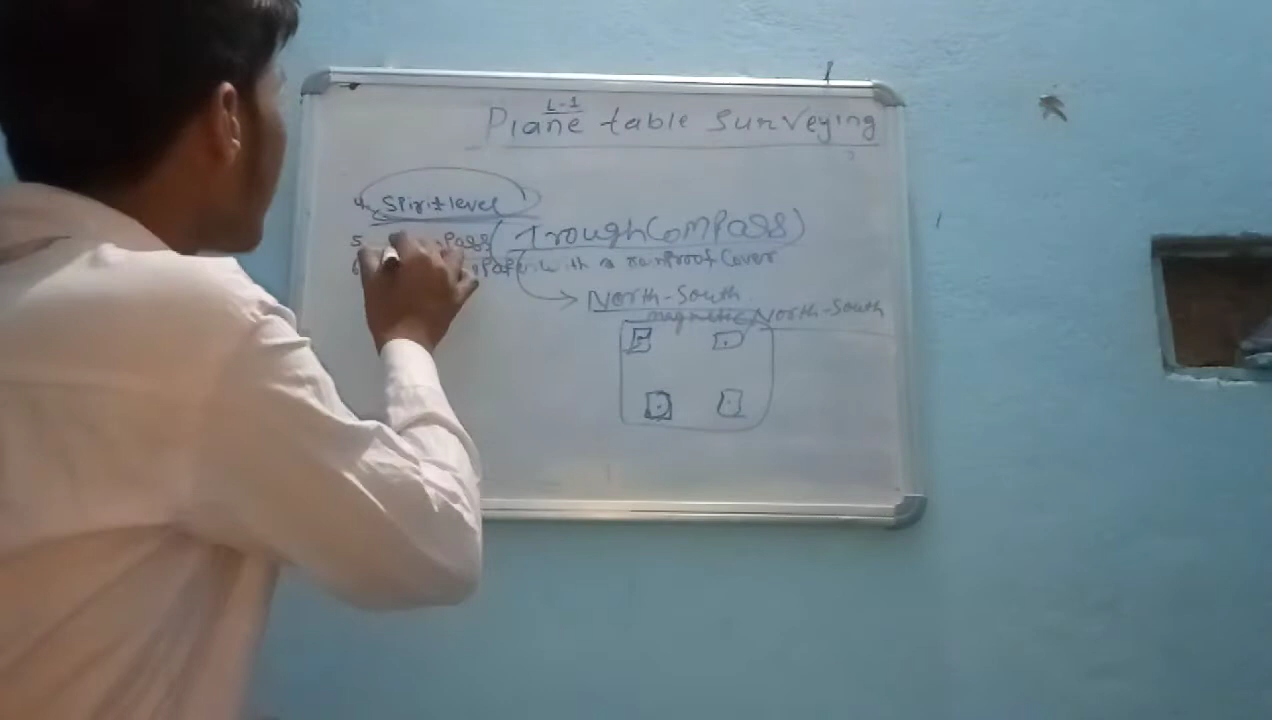 L-1
Plane table surveying
4. Spirit level
5 Pass (Trough ComPass)
PaPer with a rainProof Cover
North-South
magnetic North-South